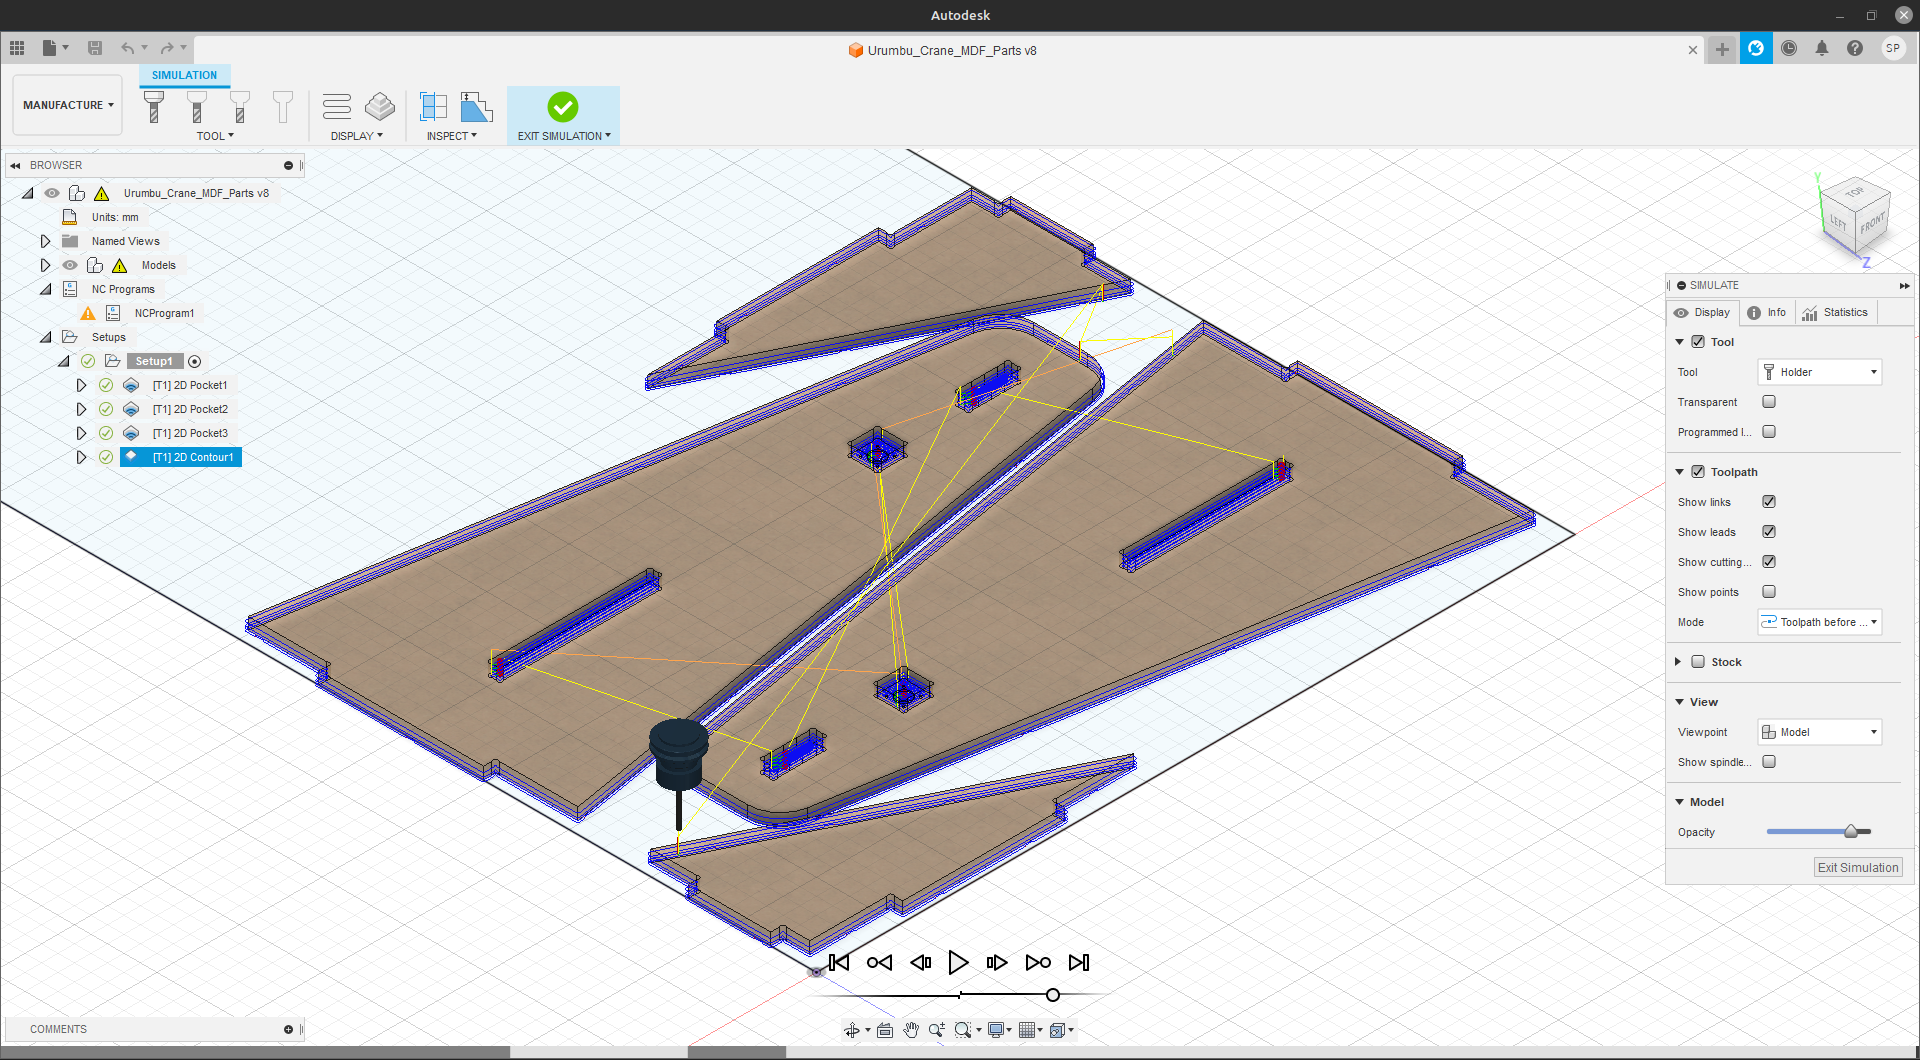 Autodesk
Urumbu_Crane_MDF_Parts v8
SP
MANUFACTURE
SIMULATION
TOOL
DISPLAY
INSPECT
EXIT SIMULATION
BROWSER
Urumbu_Crane_MDF_Parts v8
Units: mm
Named Views
Models
NC Programs
NCProgram1
Setups
Setup1
[T1] 2D Pocket1
[T1] 2D Pocket2
[T1] 2D Pocket3
[T1] 2D Contour1
Y
TOP
LEFT
FRONT
Z
SIMULATE
Display
Info
Statistics
Tool
Tool
Holder
Transparent
Programmed I...
Toolpath
Show links
Show leads
Show cutting...
Show points
Mode
Toolpath before ...
Stock
View
Viewpoint
Model
Show spindle...
Model
Opacity
Exit Simulation
COMMENTS